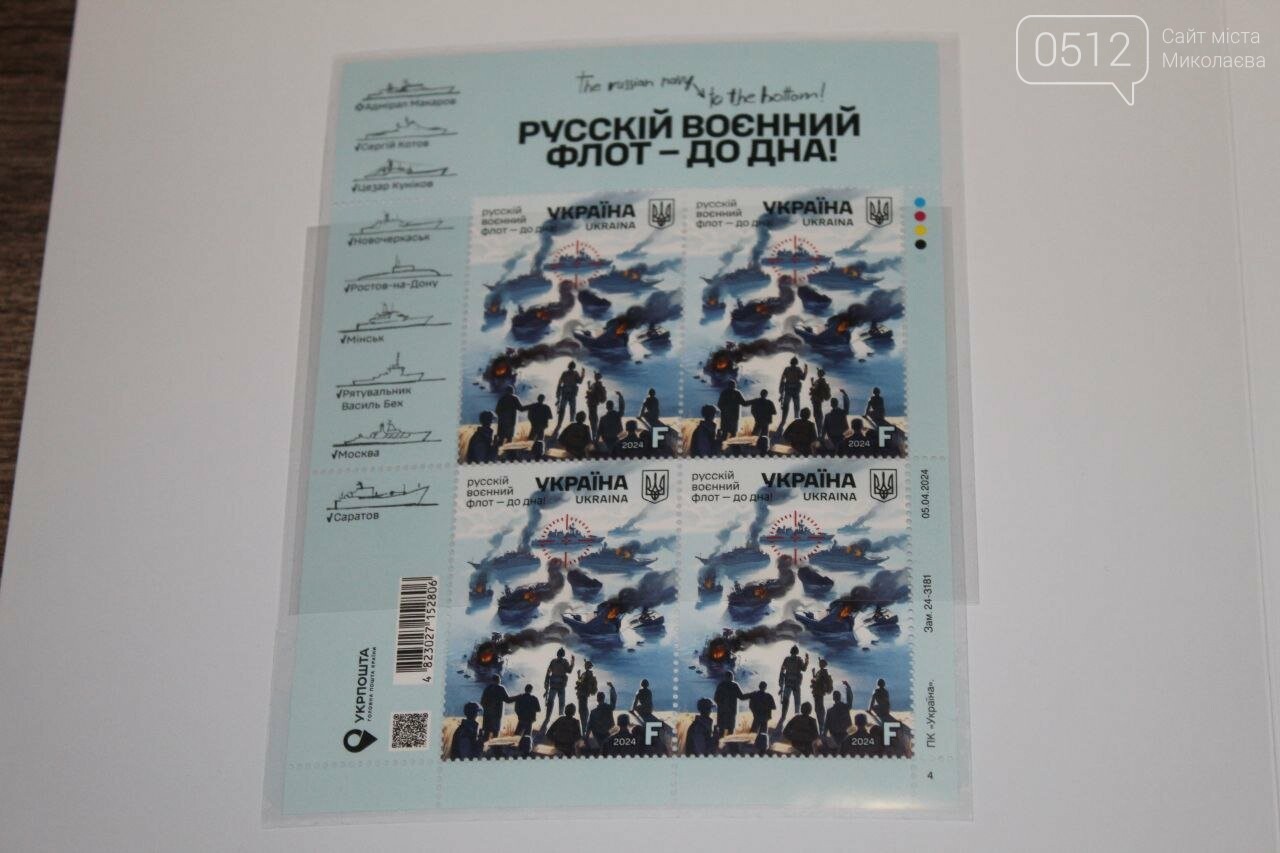 0512
Сайт міста
Миколаєва
The russian navy
to the bottom!
РУССКІЙ ВОЄННИЙ
ФЛОТ – ДО ДНА!
Адмірал Макаров
Сергій Котов
Цезар Куніков
Новочеркаськ
Ростов-на-Дону
Мінськ
Рятувальник
Василь Бех
Москва
Саратов
русскій
воєнний
флот – до дна!
УКРАЇНА
UKRAINA
2024 F
русскій
воєнний
флот – до дна!
УКРАЇНА
UKRAINA
2024 F
русскій
воєнний
флот – до дна!
УКРАЇНА
UKRAINA
2024 F
русскій
воєнний
флот – до дна!
УКРАЇНА
UKRAINA
2024 F
4 823027 152806
УКРПОШТА
ГОЛОВНА ПОШТА КРАЇНИ
05.04.2024
Зам. 24-3181
ПК «Україна».
4